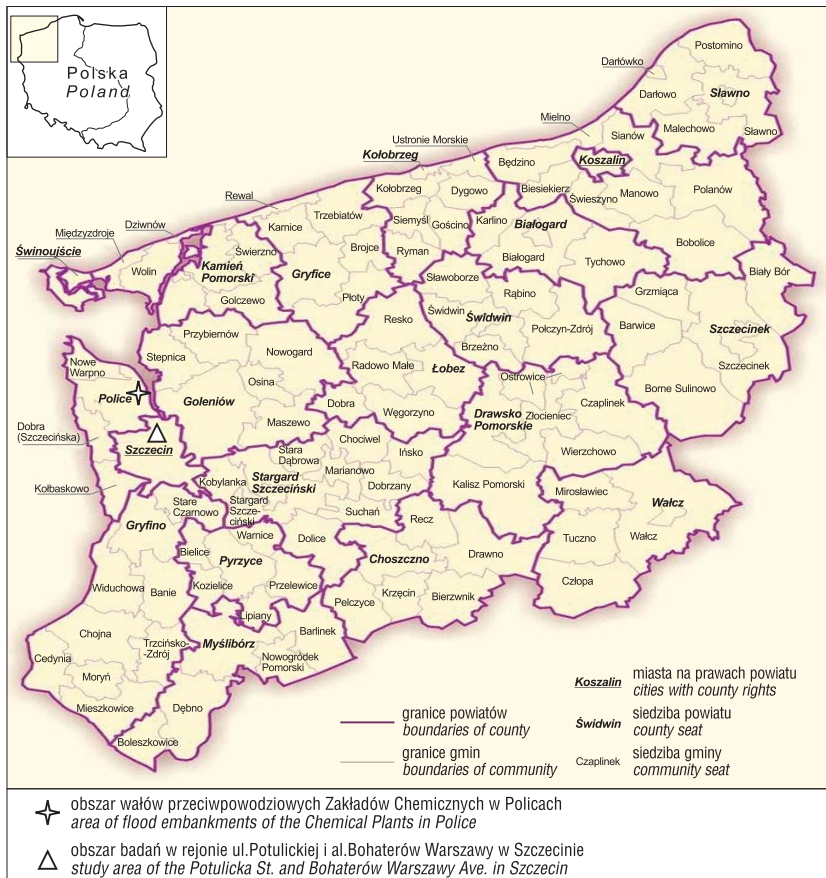 Polska
Poland
Postomino
Darłówko
Darłowo
Sławno
Mielno
Sianów
Malechowo
Sławno
Ustronie Morskie
Kołobrzeg
Będzino
Koszalin
Rewal
Kołobrzeg
Dygowo
Biesiekierz
Świeszyno
Manowo
Polanów
Dziwnów
Karnice
Trzebiatów
Siemyśl
Gościno
Karlino
Białogard
Międzyzdroje
Świnoujście
Wolin
Świerzno
Kamień
Pomorski
Gryfice
Brojce
Ryman
Białogard
Tychowo
Bobolice
Golczewo
Płoty
Sławoborze
Rąbino
Grzmiąca
Biały Bór
Przybiernów
Resko
Świdwin
Świdwin
Połczyn-Zdrój
Barwice
Szczecinek
Stepnica
Nowogard
Brzeżno
Nowe
Warpno
Radowo Małe
Łobez
Szczecinek
Osina
Ostrowice
Borne Sulinowo
Police
Goleniów
Dobra
Węgorzyno
Drawsko
Pomorskie
Złocieniec
Czaplinek
Dobra
(Szczecińska)
Maszewo
Szczecin
Chociwel
Stara
Dąbrowa
Ińsko
Wierzchowo
Marianowo
Kołbaskowo
Kobylanka
Stargard
Szczeciński
Dobrzany
Kalisz Pomorski
Mirosławiec
Wałcz
Stare
Czarnowo
Stargard
Szcze-
ciński
Suchań
Recz
Gryfino
Warnice
Dolice
Tuczno
Wałcz
Bielice
Pyrzyce
Choszczno
Drawno
Widuchowa
Banie
Kozielice
Przelewice
Człopa
Pelczyce
Krzęcin
Bierzwnik
Lipiany
Chojna
Trzcińsko-
-Zdrój
Myślibórz
Barlinek
Cedynia
Nowogródek
Pomorski
Moryń
Mieszkowice
Dębno
Boleszkowice
granice powiatów
boundaries of county
granice gmin
boundaries of community
Koszalin
miasta na prawach powiatu
cities with county rights
Świdwin
siedziba powiatu
county seat
Czaplinek
siedziba gminy
community seat
obszar wałów przeciwpowodziowych Zakładów Chemicznych w Policach
area of flood embankments of the Chemical Plants in Police
obszar badań w rejonie ul.Potulickiej i al.Bohaterów Warszawy w Szczecinie
study area of the Potulicka St. and Bohaterów Warszawy Ave. in Szczecin